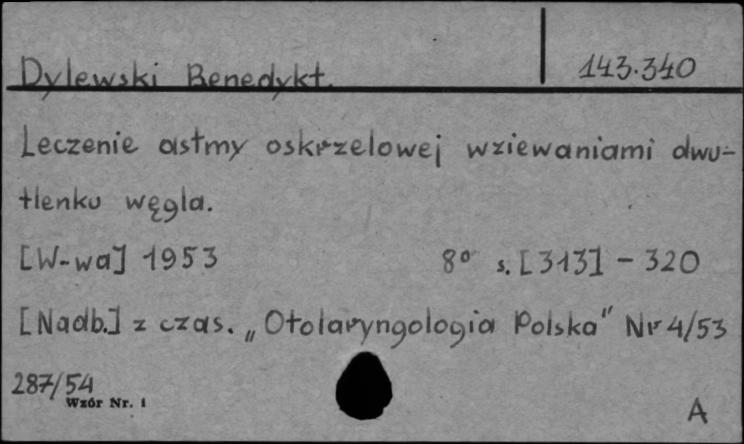 Dylewski Benedykt. 143.340
Leczenie astmy oskrzelowej wziewaniami dwu-
tlenku węgla.
[W-wa] 1953 8° s. [313] - 320
[Nadb.] z czas. „Otolaryngologia Polska" Nr 4/53
287/54
Wzór Nr. 1
A